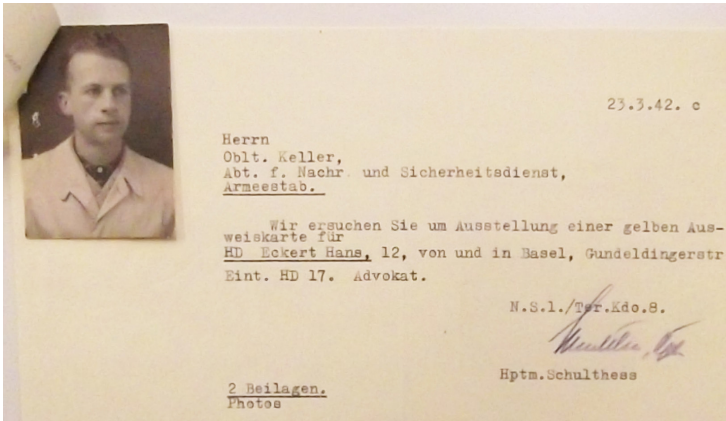 23.3.42. c
Herrn
Oblt. Keller,
Abt. f. Nachr. und Sicherheitsdienst,
Armeestab.
Wir ersuchen Sie um Ausstellung einer gelben Aus-
weiskarte für
HD Eckert Hans, 12, von und in Basel, Gundeldingerstr
Eint. HD 17. Advokat.
N.S.1./Ter.Kdo.8.
Hptm.Schulthess
2 Beilagen.
Photos